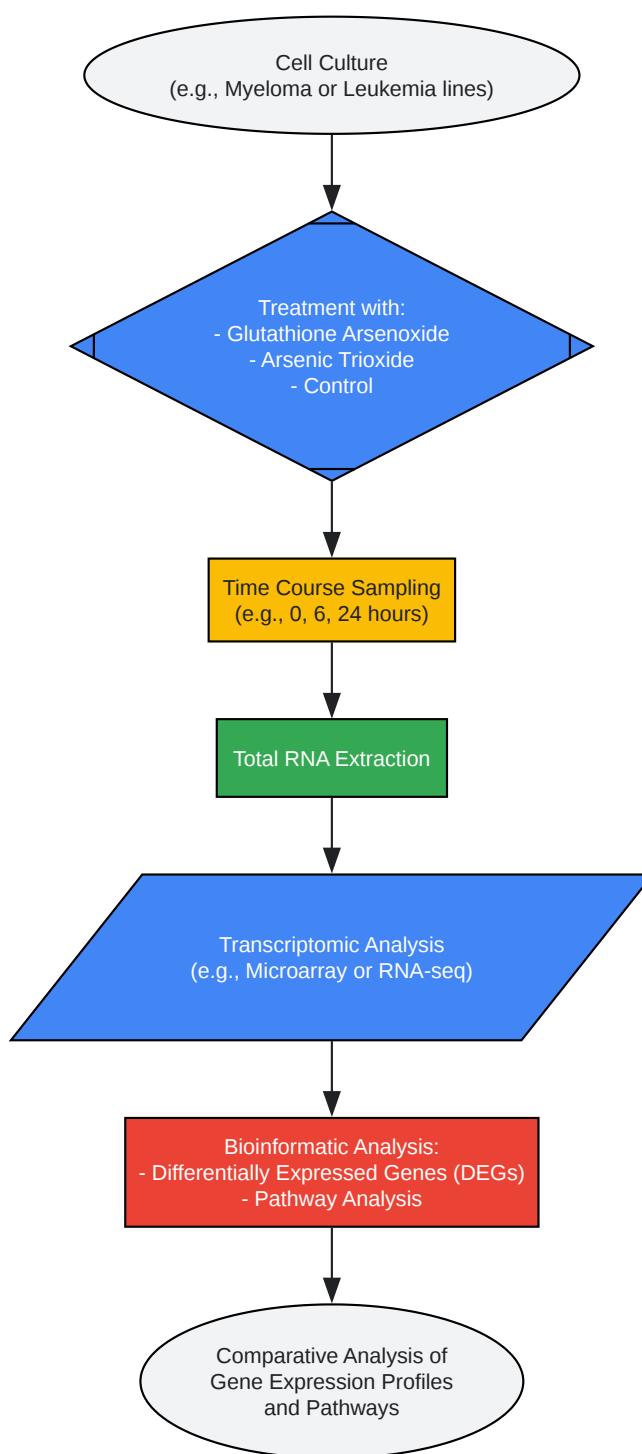 Cell Culture
(e.g., Myeloma or Leukemia lines)
Treatment with:
- Glutathione Arsenoxide
- Arsenic Trioxide
- Control
Time Course Sampling
(e.g., 0, 6, 24 hours)
Total RNA Extraction
Transcriptomic Analysis
(e.g., Microarray or RNA-seq)
Bioinformatic Analysis:
- Differentially Expressed Genes (DEGs)
- Pathway Analysis
Comparative Analysis of
Gene Expression Profiles
and Pathways